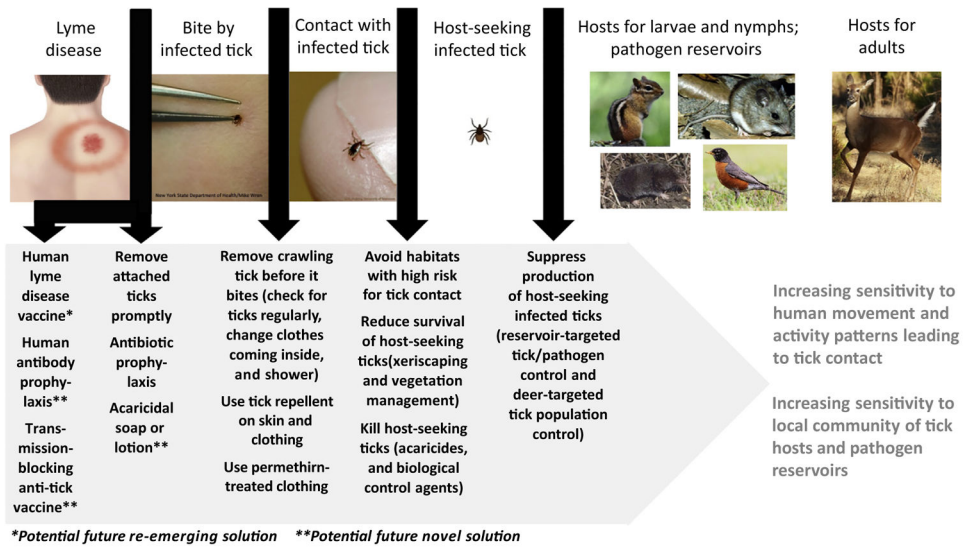 Lyme
disease
Bite by
infected tick
Contact with
infected tick
Host-seeking
infected tick
Hosts for larvae and nymphs;
pathogen reservoirs
Hosts for
adults
New York State Department of Health/Mike Wren
Human
lyme
disease
vaccine*
Human
antibody
prophy-
laxis**
Trans-
mission-
blocking
anti-tick
vaccine**
Remove
attached
ticks
promptly
Antibiotic
prophy-
laxis
Acaricidal
soap or
lotion**
Remove crawling
tick before it
bites (check for
ticks regularly,
change clothes
coming inside,
and shower)
Use tick repellent
on skin and
clothing
Use permethirn-
treated clothing
Avoid habitats
with high risk
for tick contact
Reduce survival
of host-seeking
ticks(xeriscaping
and vegetation
management)
Kill host-seeking
ticks (acaricides,
and biological
control agents)
Suppress
production
of host-seeking
infected ticks
(reservoir-targeted
tick/pathogen
control and
deer-targeted
tick population
control)
Increasing sensitivity to
human movement and
activity patterns leading
to tick contact
Increasing sensitivity to
local community of tick
hosts and pathogen
reservoirs
*Potential future re-emerging solution **Potential future novel solution